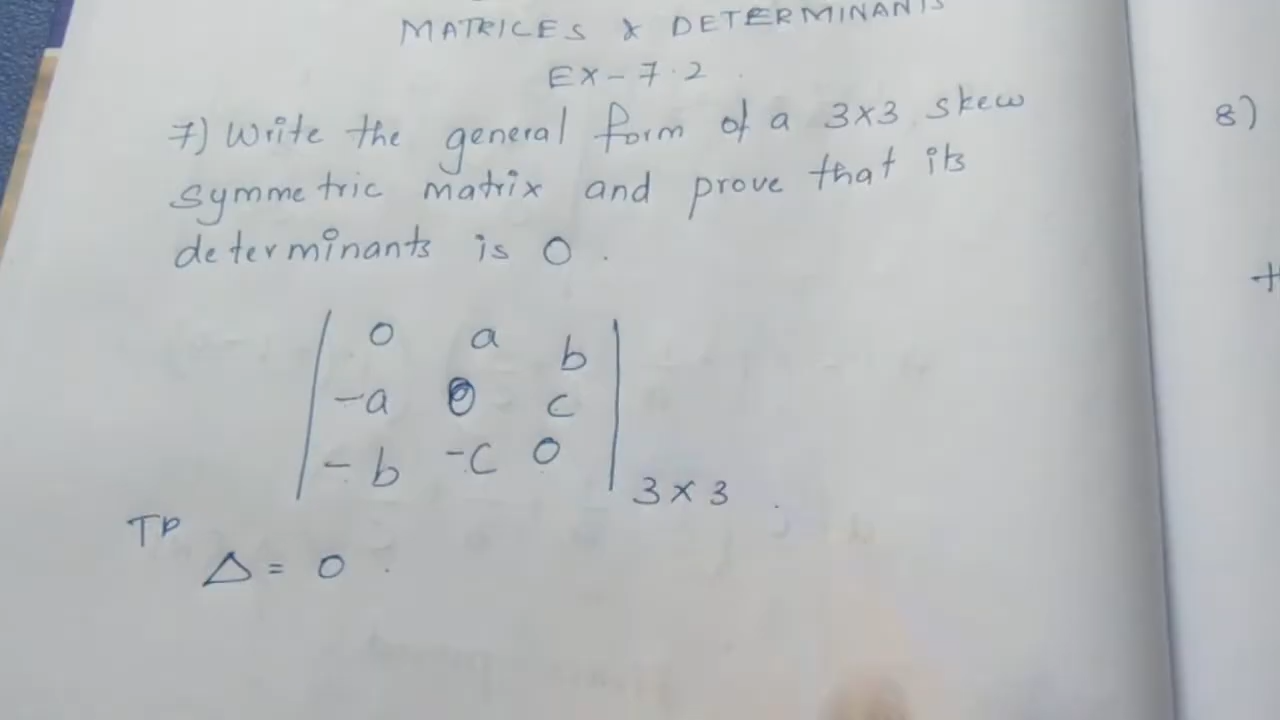 MATRICES & DETERMINANTS
EX-7.2
7) Write the general form of a 3x3 skew
symmetric matrix and prove that its
determinants is 0.
0 a b
-a 0 c
-b -c 0
3x3
TP
Δ = 0
8)
+